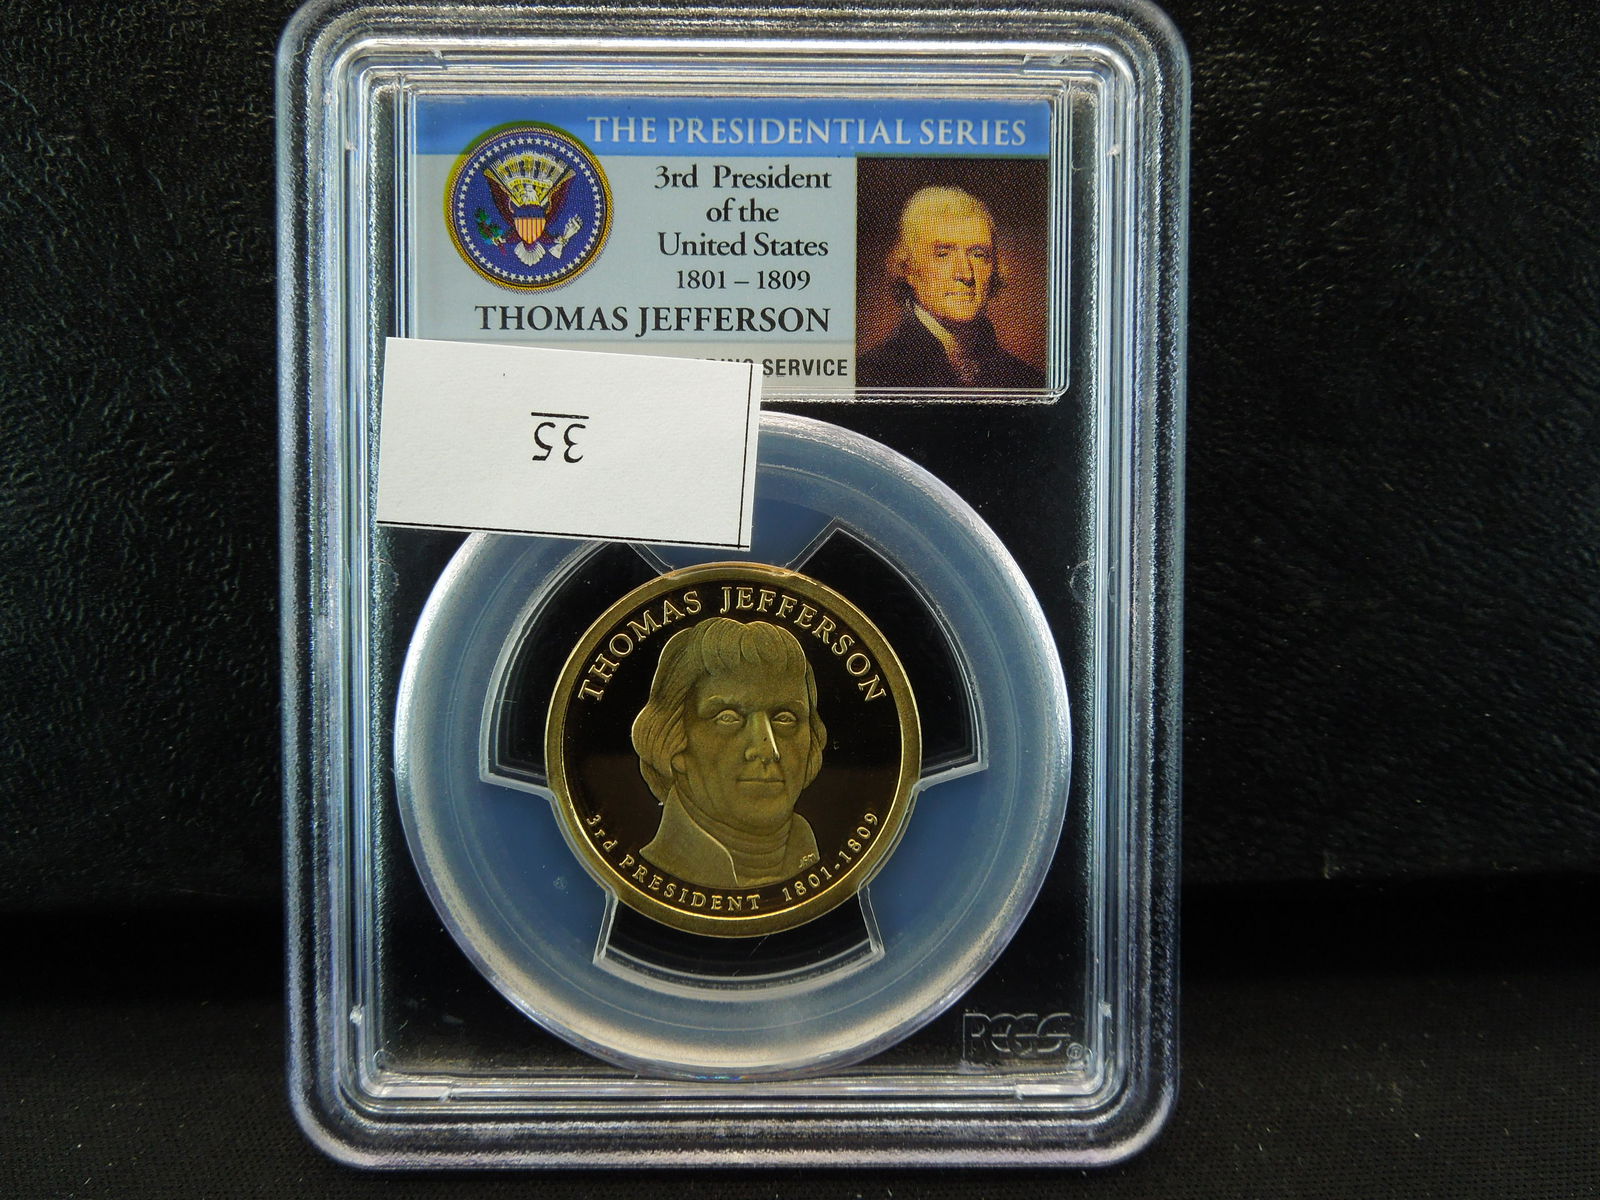 THE PRESIDENTIAL SERIES
3rd President
of the
United States
1801 – 1809
THOMAS JEFFERSON
SERVICE
35
THOMAS JEFFERSON
3rd PRESIDENT 1801-1809
PCGS